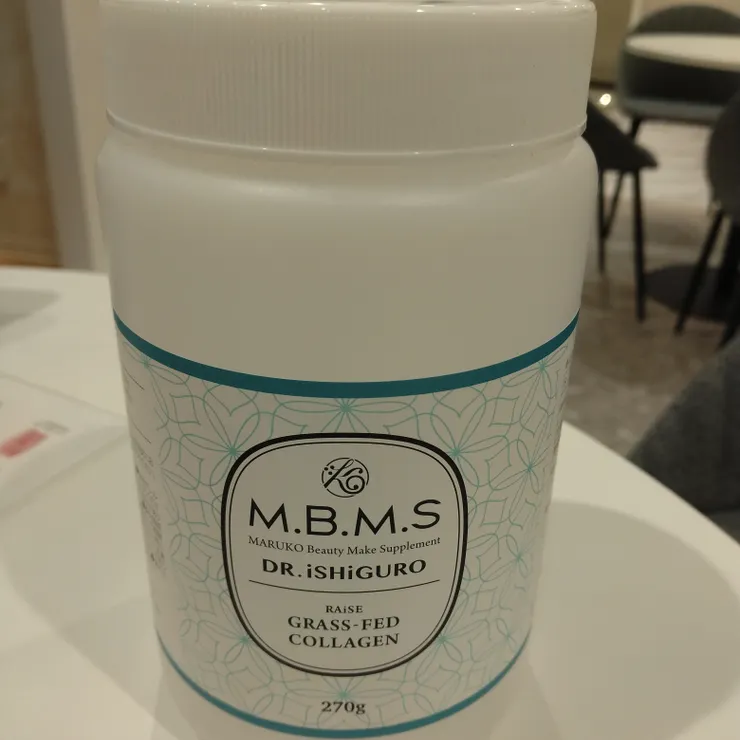 M.B.M.S
MARUKO Beauty Make Supplement
DR.iSHiGURO
RAiSE
GRASS-FED
COLLAGEN
270g